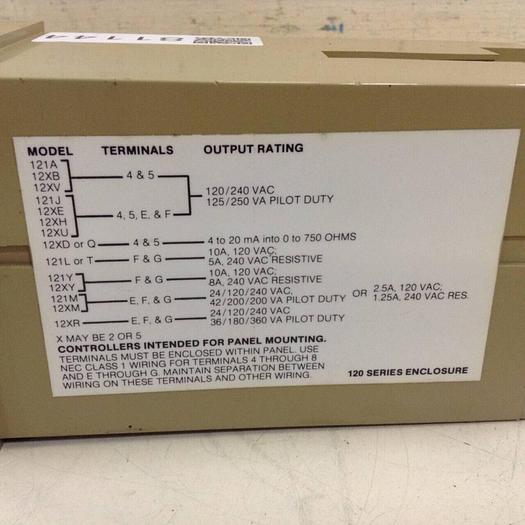 81144
MODEL TERMINALS OUTPUT RATING
121A
12XB
12XV
4 & 5
121J
12XE
12XH
12XU
4, 5, E, & F
120/240 VAC
125/250 VA PILOT DUTY
12XD or Q 4 & 5 4 to 20 mA into 0 to 750 OHMS
121L or T F & G 10A, 120 VAC;
5A, 240 VAC RESISTIVE
121Y
12XY
F & G 10A, 120 VAC;
8A, 240 VAC RESISTIVE
121M
12XM
E, F, & G 24/120/240 VAC,
42/200/200 VA PILOT DUTY
OR 2.5A, 120 VAC;
1.25A, 240 VAC RES.
12XR E, F, & G 24/120/240 VAC
36/180/360 VA PILOT DUTY
X MAY BE 2 OR 5
CONTROLLERS INTENDED FOR PANEL MOUNTING.
TERMINALS MUST BE ENCLOSED WITHIN PANEL. USE
NEC CLASS 1 WIRING FOR TERMINALS 4 THROUGH 8
AND E THROUGH G. MAINTAIN SEPARATION BETWEEN
WIRING ON THESE TERMINALS AND OTHER WIRING.
120 SERIES ENCLOSURE